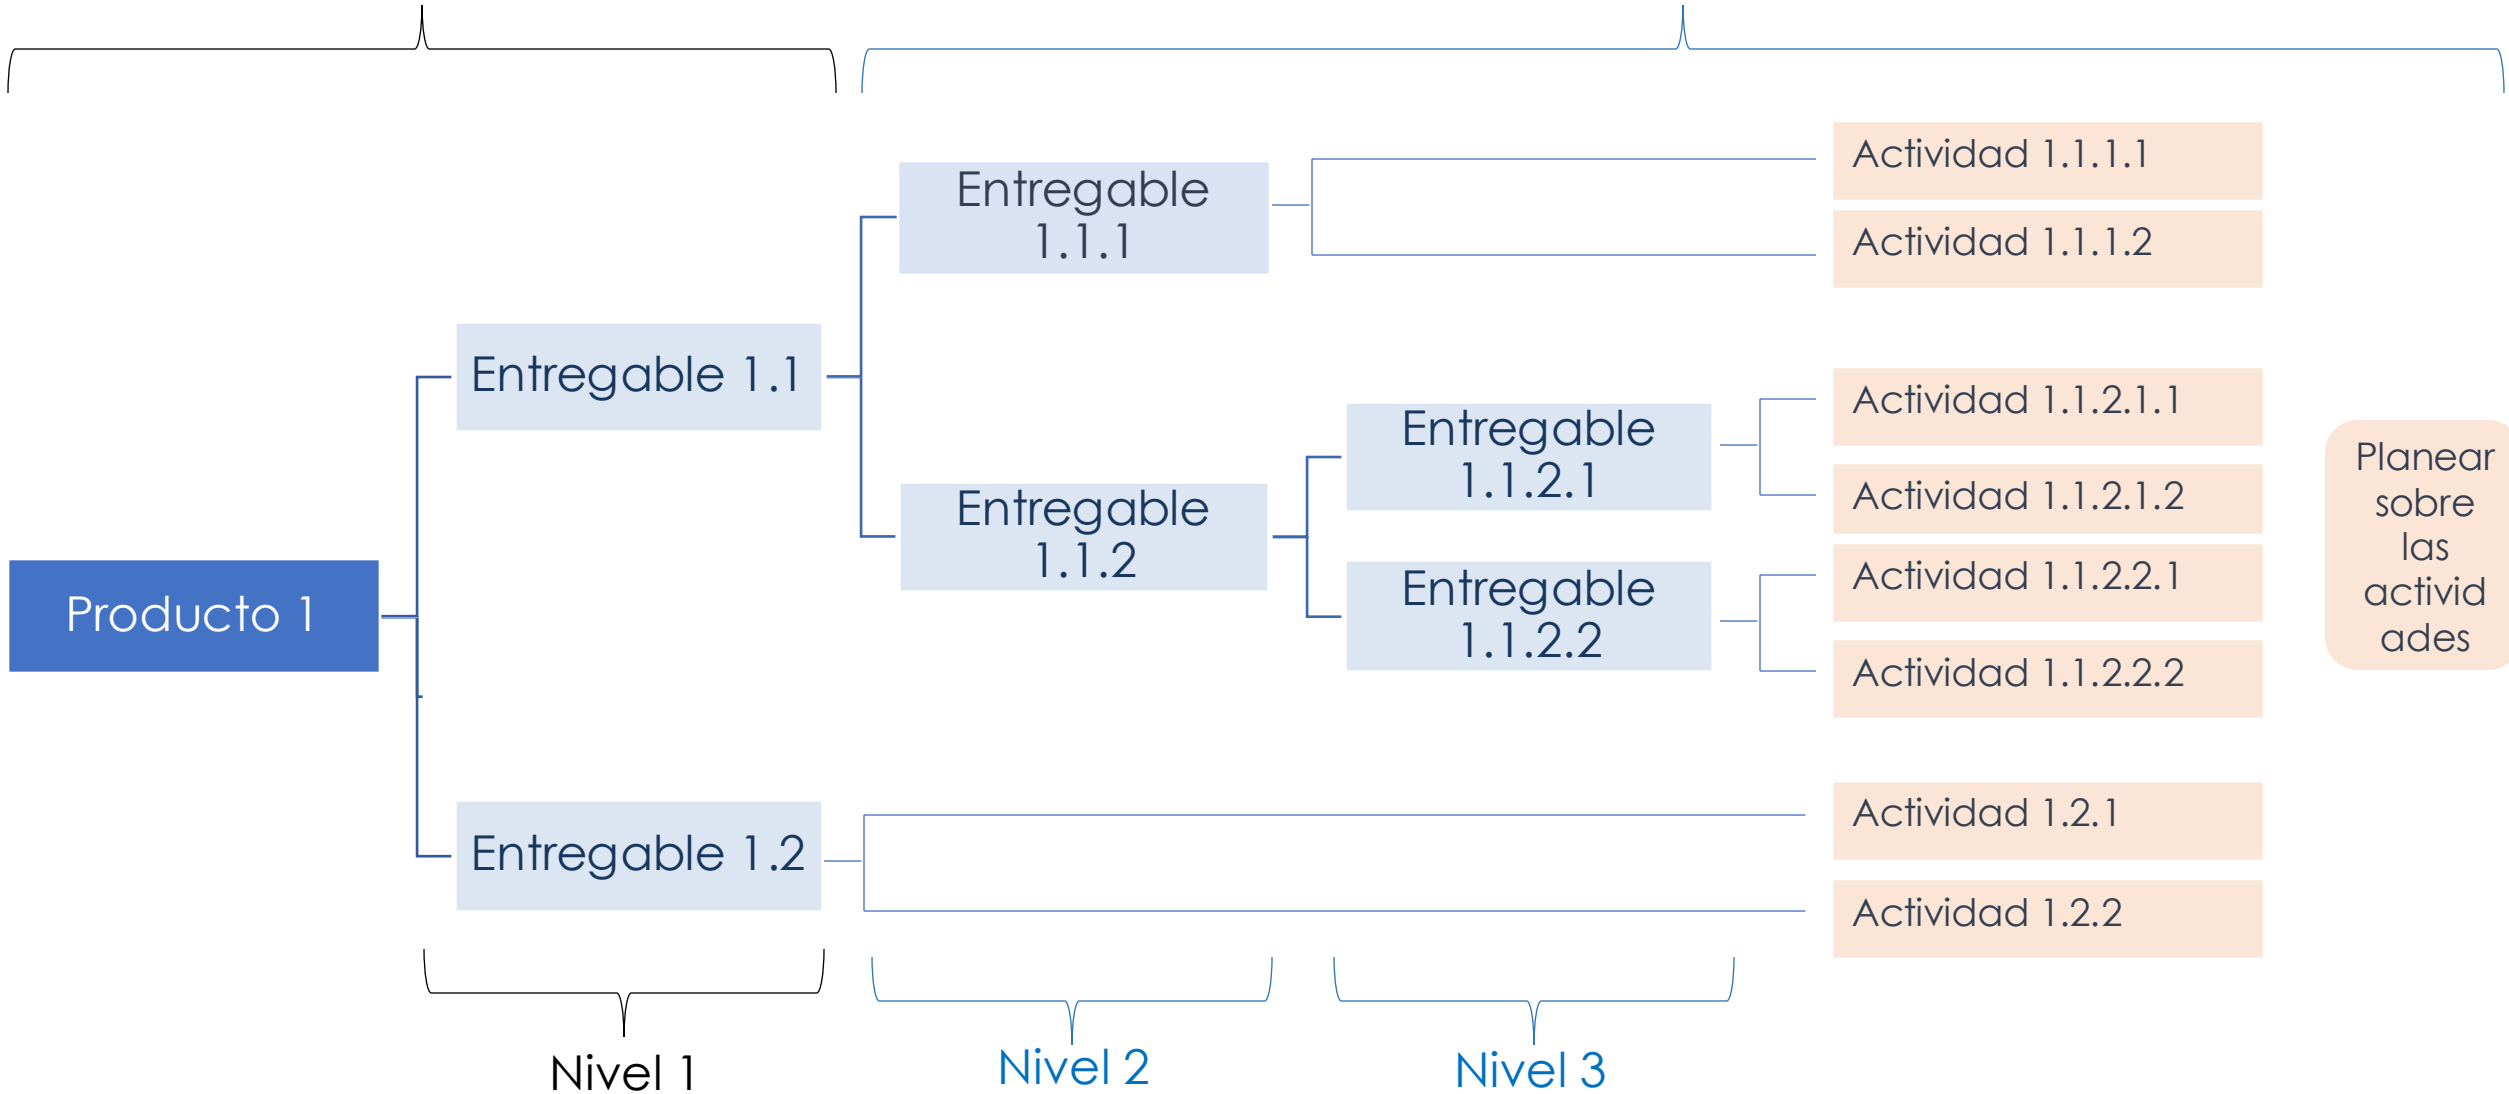 Producto 1
Entregable 1.1
Entregable 1.2
Entregable
1.1.1
Entregable
1.1.2
Entregable
1.1.2.1
Entregable
1.1.2.2
Actividad 1.1.1.1
Actividad 1.1.1.2
Actividad 1.1.2.1.1
Actividad 1.1.2.1.2
Actividad 1.1.2.2.1
Actividad 1.1.2.2.2
Actividad 1.2.1
Actividad 1.2.2
Planear
sobre
las
activid
ades
Nivel 1
Nivel 2
Nivel 3